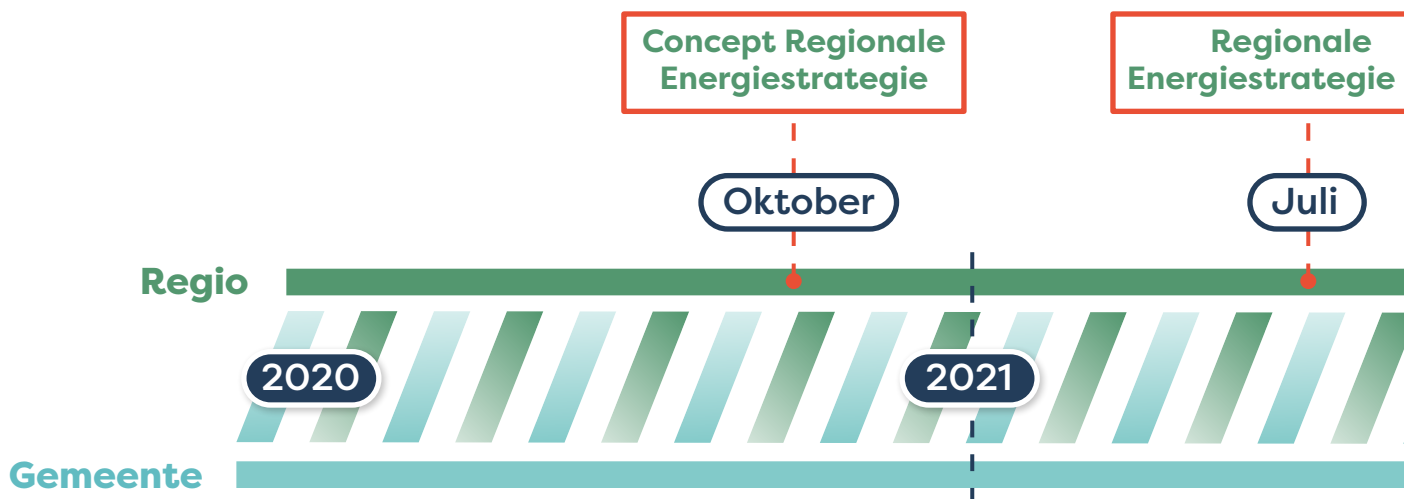 Concept Regionale
Energiestrategie
Regionale
Energiestrategie
Oktober
Juli
Regio
2020
2021
Gemeente